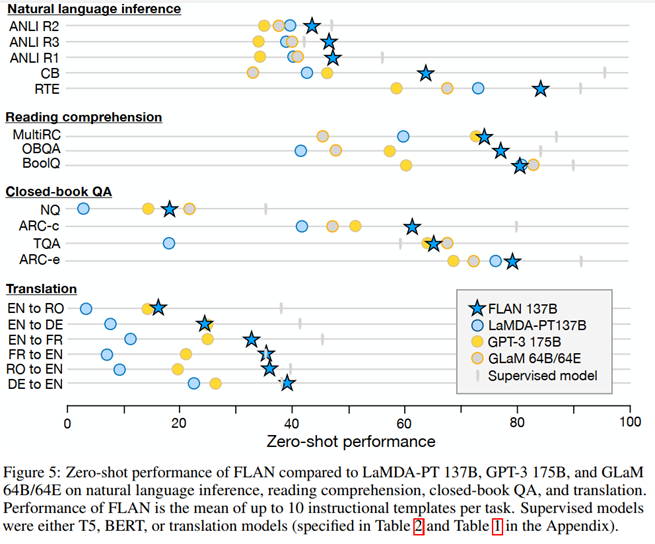 Natural language inference
ANLI R2
ANLI R3
ANLI R1
CB
RTE
Reading comprehension
MultiRC
OBQA
BoolQ
Closed-book QA
NQ
ARC-c
TQA
ARC-e
Translation
EN to RO
EN to DE
EN to FR
FR to EN
RO to EN
DE to EN
FLAN 137B
LaMDA-PT137B
GPT-3 175B
GLaM 64B/64E
Supervised model
0 20 40 60 80 100
Zero-shot performance
Figure 5: Zero-shot performance of FLAN compared to LaMDA-PT 137B, GPT-3 175B, and GLaM
64B/64E on natural language inference, reading comprehension, closed-book QA, and translation.
Performance of FLAN is the mean of up to 10 instructional templates per task. Supervised models
were either T5, BERT, or translation models (specified in Table 2 and Table 1 in the Appendix).